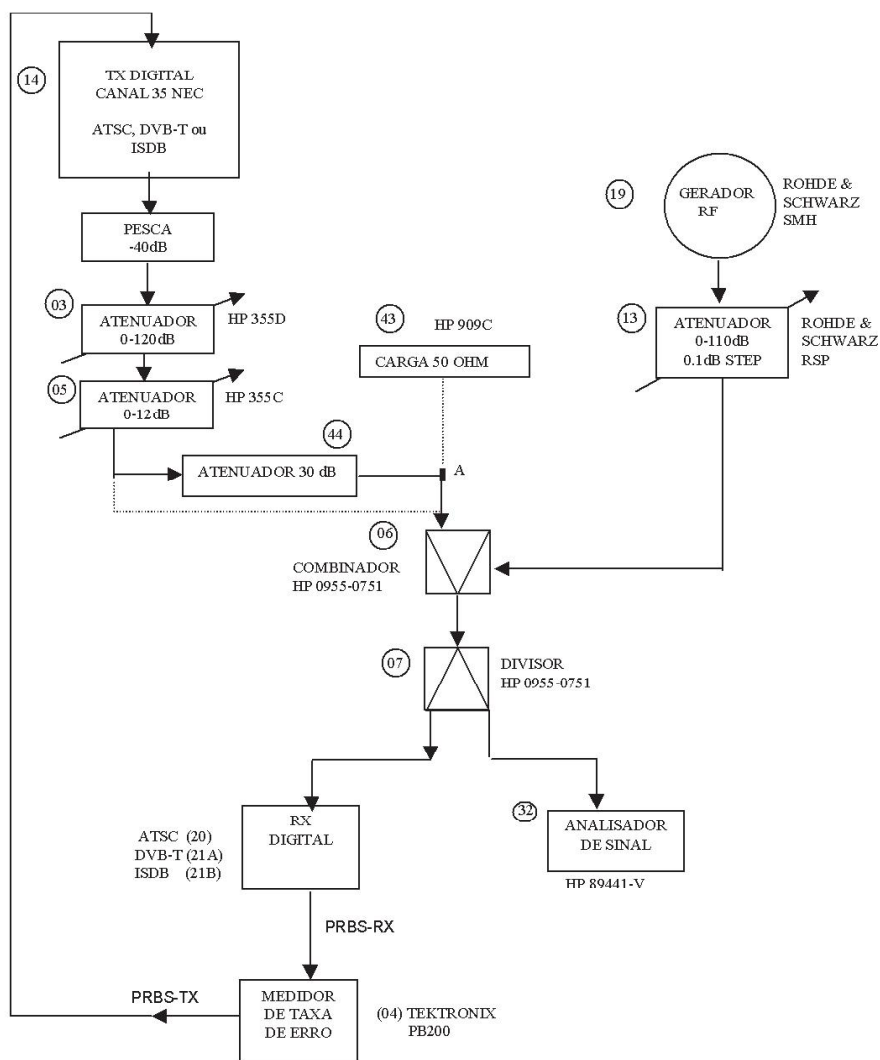 14
TX DIGITAL
CANAL 35 NEC
ATSC, DVB-T ou
ISDB
19
GERADOR
RF
ROHDE &
SCHWARZ
SMH
PESCA
-40dB
03
ATENUADOR
0-120dB
HP 355D
43
HP 909C
CARGA 50 OHM
13
ATENUADOR
0-110dB
0.1dB STEP
ROHDE &
SCHWARZ
RSP
05
ATENUADOR
0-12dB
HP 355C
44
ATENUADOR 30 dB
A
06
COMBINADOR
HP 0955-0751
07
DIVISOR
HP 0955-0751
ATSC (20)
DVB-T (21A)
ISDB (21B)
RX
DIGITAL
32
ANALISADOR
DE SINAL
HP 89441-V
PRBS-RX
PRBS-TX
MEDIDOR
DE TAXA
DE ERRO
(04) TEKTRONIX
PB200